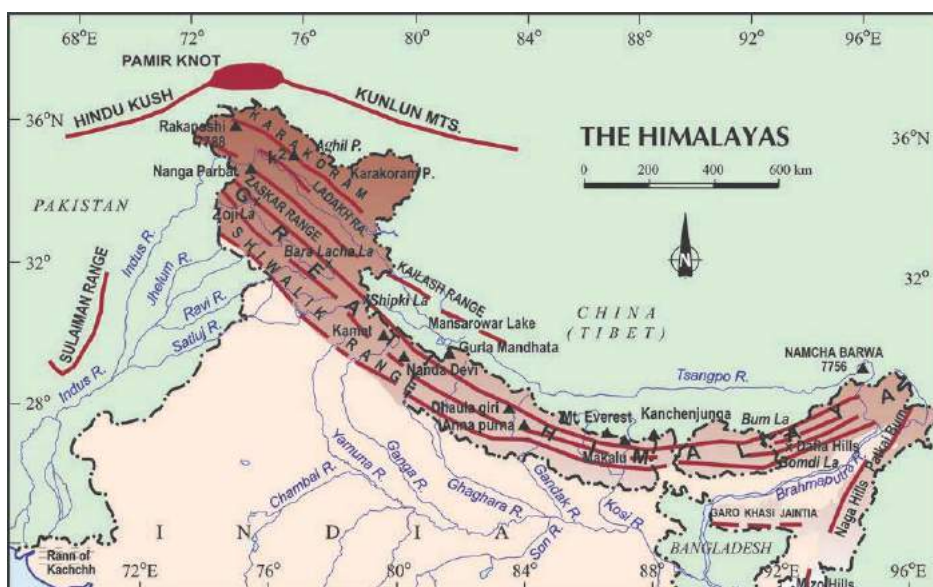 68°E
72°
76°
80°
84°
88°
92°
96°E
PAMIR KNOT
HINDU KUSH
KUNLUN MTS.
36°N
36°N
THE HIMALAYAS
0 200 400 600 km
Rakaposhi
7788
KARAKORAM
K2
Aghil P.
Karakoram P.
Nanga Parbat
LADAKH RA.
ZASKAR RANGE
Zoji La
N
PAKISTAN
Indus R.
Jhelum R.
Bara Lacha La
GREAT HIMALAYA
SHIWALIK RANGE
KAILASH RANGE
32°
32°
SULAIMAN RANGE
Ravi R.
Satluj R.
Shipki La
CHINA
(TIBET)
Mansarowar Lake
Kamat
Gurla Mandhata
Nanda Devi
NAMCHA BARWA
7756
Tsangpo R.
Indus R.
28°
28°
Dhaula giri
Anna purna
Mt. Everest
Kanchenjunga
Makalu
Bum La
Dafla Hills
Bomdi La
Patkai Bum
Brahmaputra R.
Naga Hills
Yamuna R.
Ganga R.
Chambal R.
Ghaghara R.
Gandak R.
Kosi R.
Son R.
GARO KHASI JAINTIA
INDIA
BANGLADESH
Rann of
Kachchh
72°E
76°
80°
84°
88°
92°E
96°E
Mizo Hills